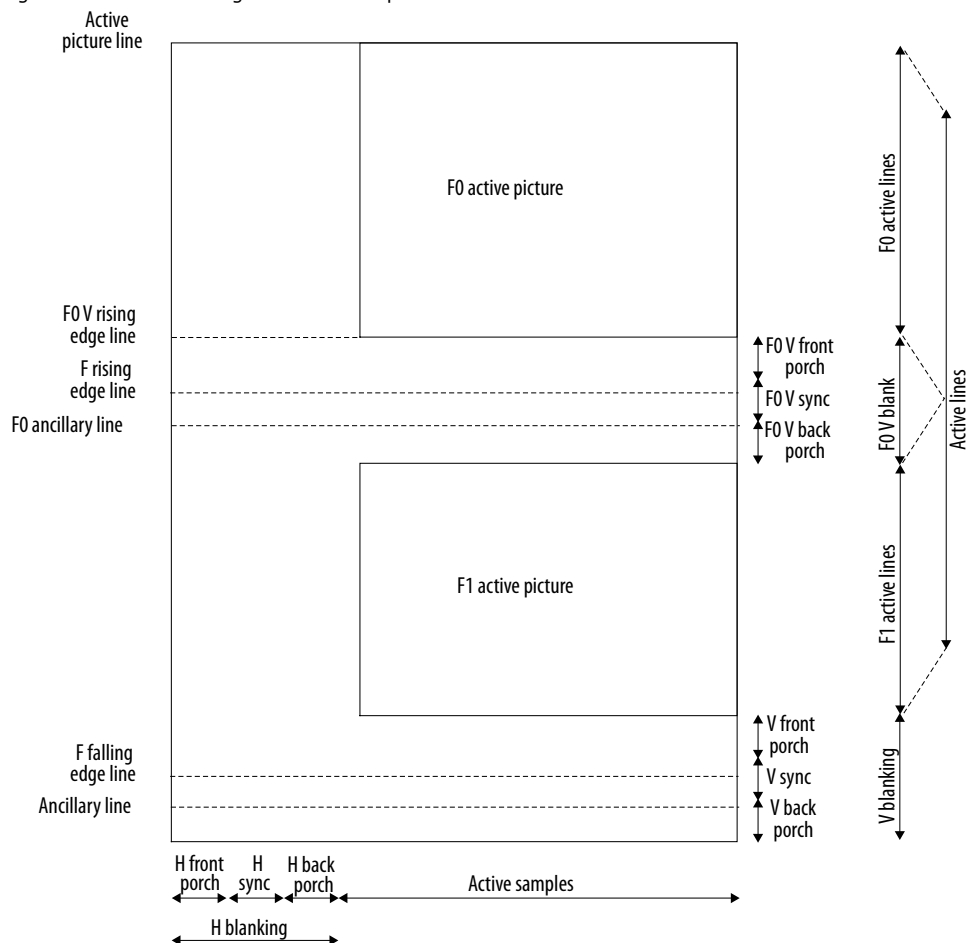 Active
picture line
F0 active picture
F0 active lines
F0 V rising
edge line
F rising
edge line
F0 ancillary line
F0 V front
porch
F0 V sync
F0 V back
porch
F0 V blank
Active lines
F1 active picture
F1 active lines
F falling
edge line
Ancillary line
V front
porch
V sync
V back
porch
V blanking
H front
porch
H
sync
H back
porch
Active samples
H blanking